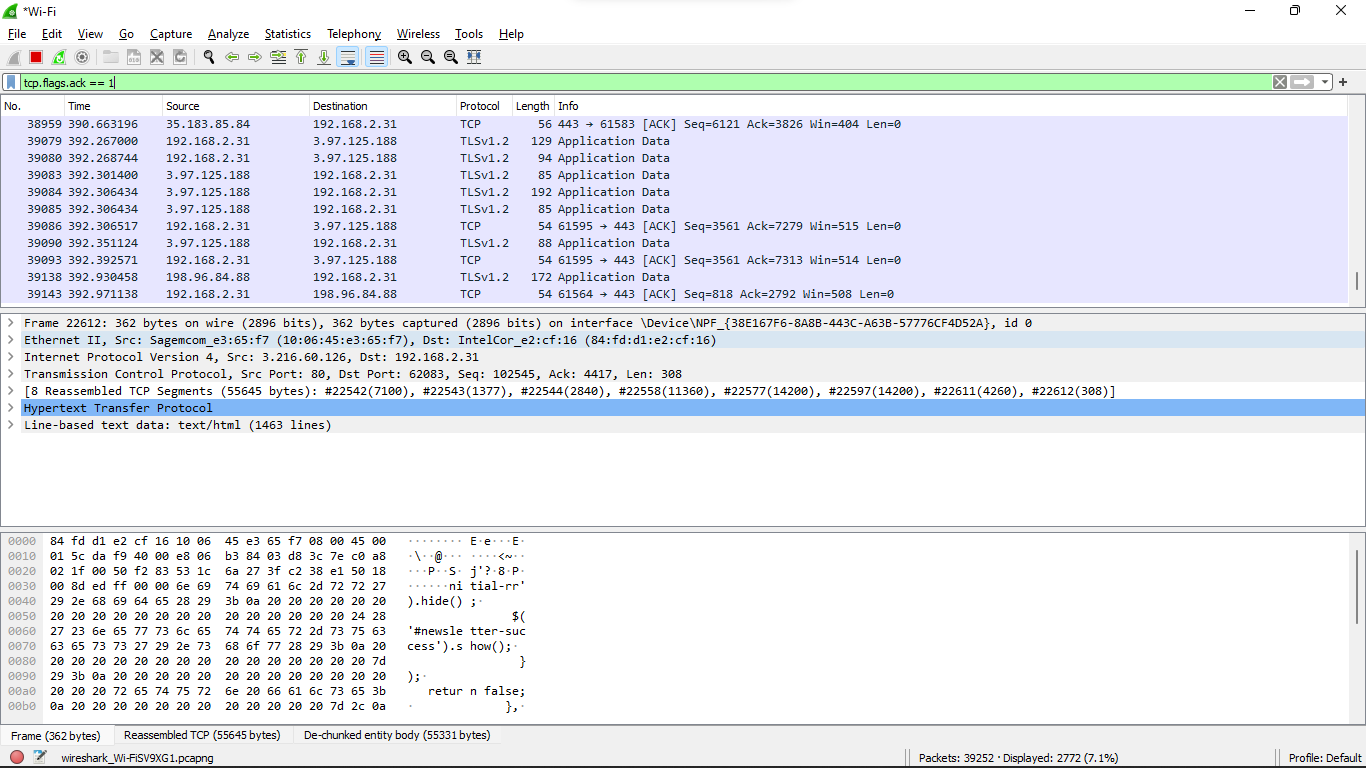 *Wi-Fi
File Edit View Go Capture Analyze Statistics Telephony Wireless Tools Help
tcp.flags.ack == 1
No. Time Source Destination Protocol Length Info
38959 390.663196 35.183.85.84 192.168.2.31 TCP 56 443 → 61583 [ACK] Seq=6121 Ack=3826 Win=404 Len=0
39079 392.267000 192.168.2.31 3.97.125.188 TLSv1.2 129 Application Data
39080 392.268744 192.168.2.31 3.97.125.188 TLSv1.2 94 Application Data
39083 392.301400 3.97.125.188 192.168.2.31 TLSv1.2 85 Application Data
39084 392.306434 3.97.125.188 192.168.2.31 TLSv1.2 192 Application Data
39085 392.306434 3.97.125.188 192.168.2.31 TLSv1.2 85 Application Data
39086 392.306517 192.168.2.31 3.97.125.188 TCP 54 61595 → 443 [ACK] Seq=3561 Ack=7279 Win=515 Len=0
39090 392.351124 3.97.125.188 192.168.2.31 TLSv1.2 88 Application Data
39093 392.392571 192.168.2.31 3.97.125.188 TCP 54 61595 → 443 [ACK] Seq=3561 Ack=7313 Win=514 Len=0
39138 392.930458 198.96.84.88 192.168.2.31 TLSv1.2 172 Application Data
39143 392.971138 192.168.2.31 198.96.84.88 TCP 54 61564 → 443 [ACK] Seq=818 Ack=2792 Win=508 Len=0
Frame 22612: 362 bytes on wire (2896 bits), 362 bytes captured (2896 bits) on interface \Device\NPF_{38E167F6-8A8B-443C-A63B-57776CF4D52A}, id 0
Ethernet II, Src: Sagemcom_e3:65:f7 (10:06:45:e3:65:f7), Dst: IntelCor_e2:cf:16 (84:fd:d1:e2:cf:16)
Internet Protocol Version 4, Src: 3.216.60.126, Dst: 192.168.2.31
Transmission Control Protocol, Src Port: 80, Dst Port: 62083, Seq: 102545, Ack: 4417, Len: 308
[8 Reassembled TCP Segments (55645 bytes): #22542(7100), #22543(1377), #22544(2840), #22558(11360), #22577(14200), #22597(14200), #22611(4260), #22612(308)]
Hypertext Transfer Protocol
Line-based text data: text/html (1463 lines)
0000 84 fd d1 e2 cf 16 10 06 45 e3 65 f7 08 00 45 00 ········ E·e···E·
0010 01 5c da f9 40 00 e8 06 b3 84 03 d8 3c 7e c0 a8 ·\··@··· ····<~··
0020 02 1f 00 50 f2 83 53 1c 6a 27 3f c2 38 e1 50 18 ···P··S· j'?·8·P·
0030 00 8d ed ff 00 00 6e 69 74 69 61 6c 2d 72 72 27 ······ni tial-rr'
0040 29 2e 68 69 64 65 28 29 3b 0a 20 20 20 20 20 20 ).hide() ;·
0050 20 20 20 20 20 20 20 20 20 20 20 20 20 20 24 28 $(
0060 27 23 6e 65 77 73 6c 65 74 74 65 72 2d 73 75 63 '#newsle tter-suc
0070 63 65 73 73 27 29 2e 73 68 6f 77 28 29 3b 0a 20 cess').s how();·
0080 20 20 20 20 20 20 20 20 20 20 20 20 20 20 20 7d }
0090 29 3b 0a 20 20 20 20 20 20 20 20 20 20 20 20 20 );·
00a0 20 20 20 72 65 74 75 72 6e 20 66 61 6c 73 65 3b retur n false;
00b0 0a 20 20 20 20 20 20 20 20 20 20 20 20 7d 2c 0a · },·
Frame (362 bytes) Reassembled TCP (55645 bytes) De-chunked entity body (55331 bytes)
wireshark_Wi-FiSV9XG1.pcapng Packets: 39252 · Displayed: 2772 (7.1%) Profile: Default